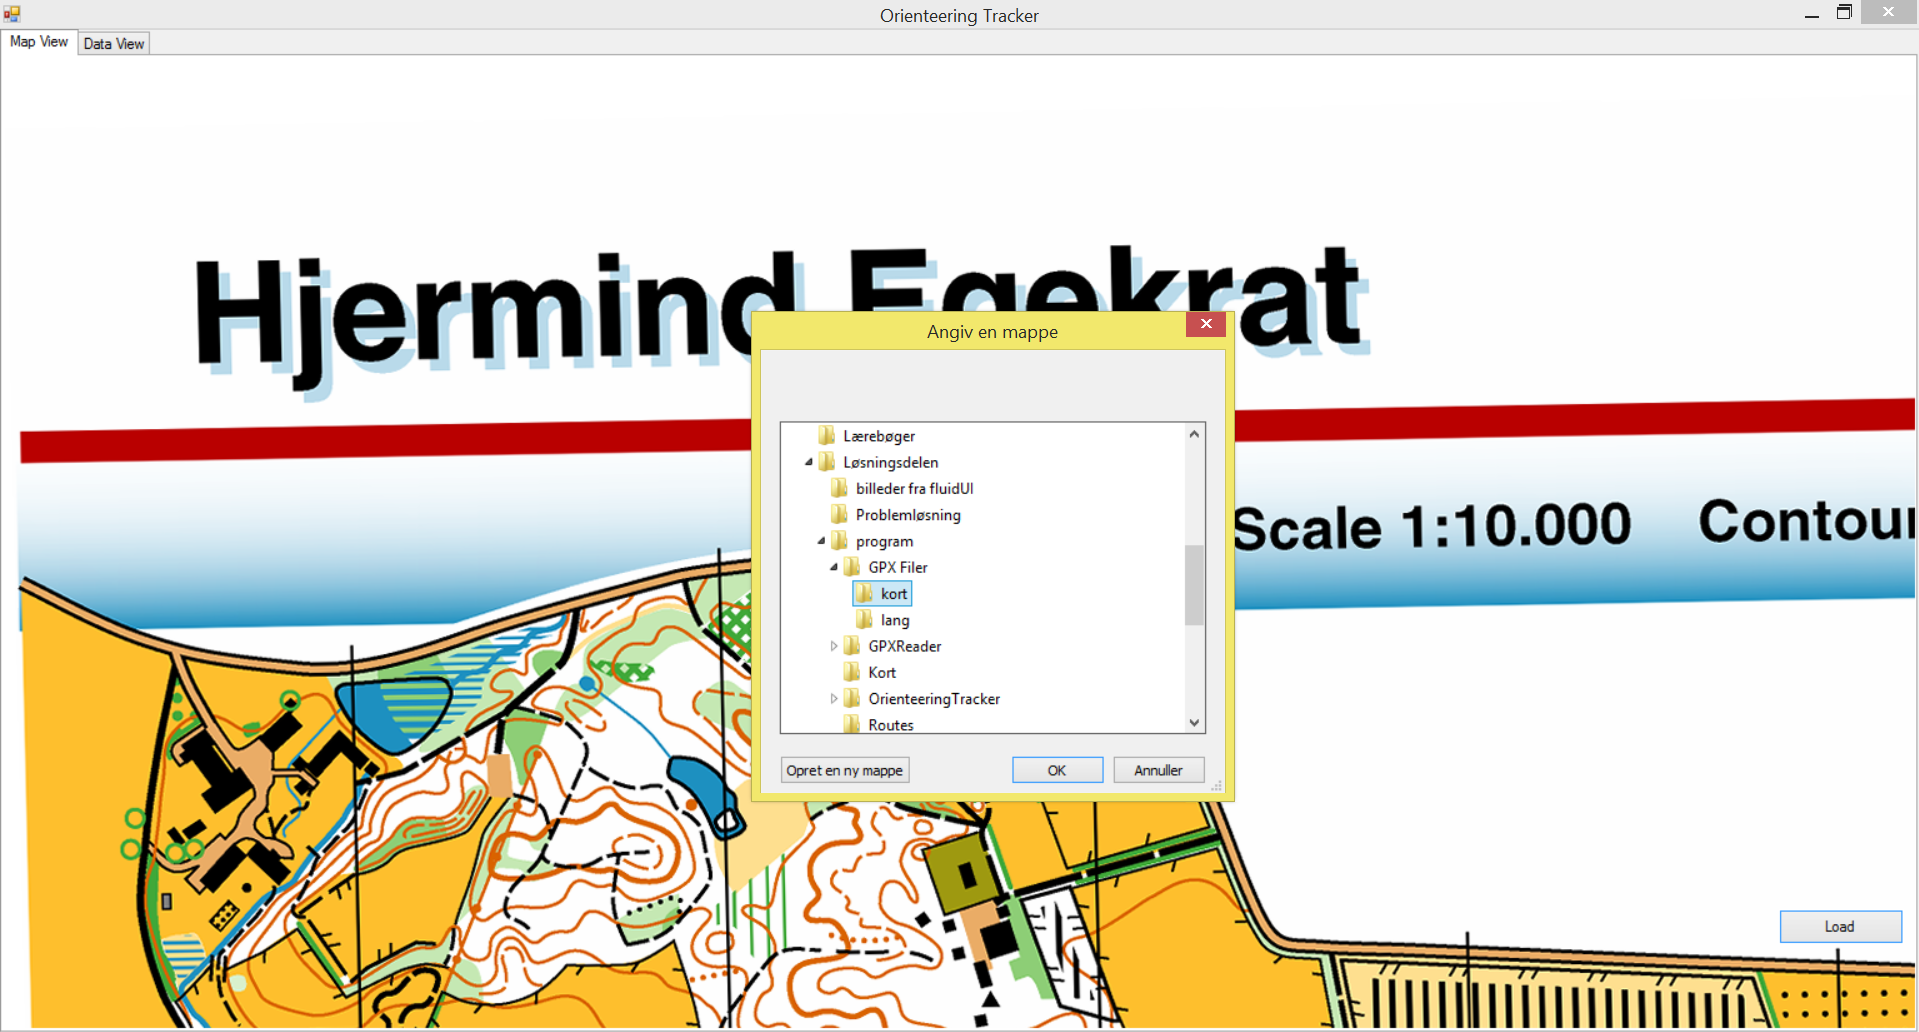 Orienteering Tracker
Map View
Data View
Hjermind Egekrat
Angiv en mappe
Scale 1:10.000
Contour
Lærebøger
Løsningsdelen
billeder fra fluidUI
Problemløsning
program
GPX Filer
kort
lang
GPXReader
Kort
OrienteeringTracker
Routes
Opret en ny mappe
OK
Annuller
Load